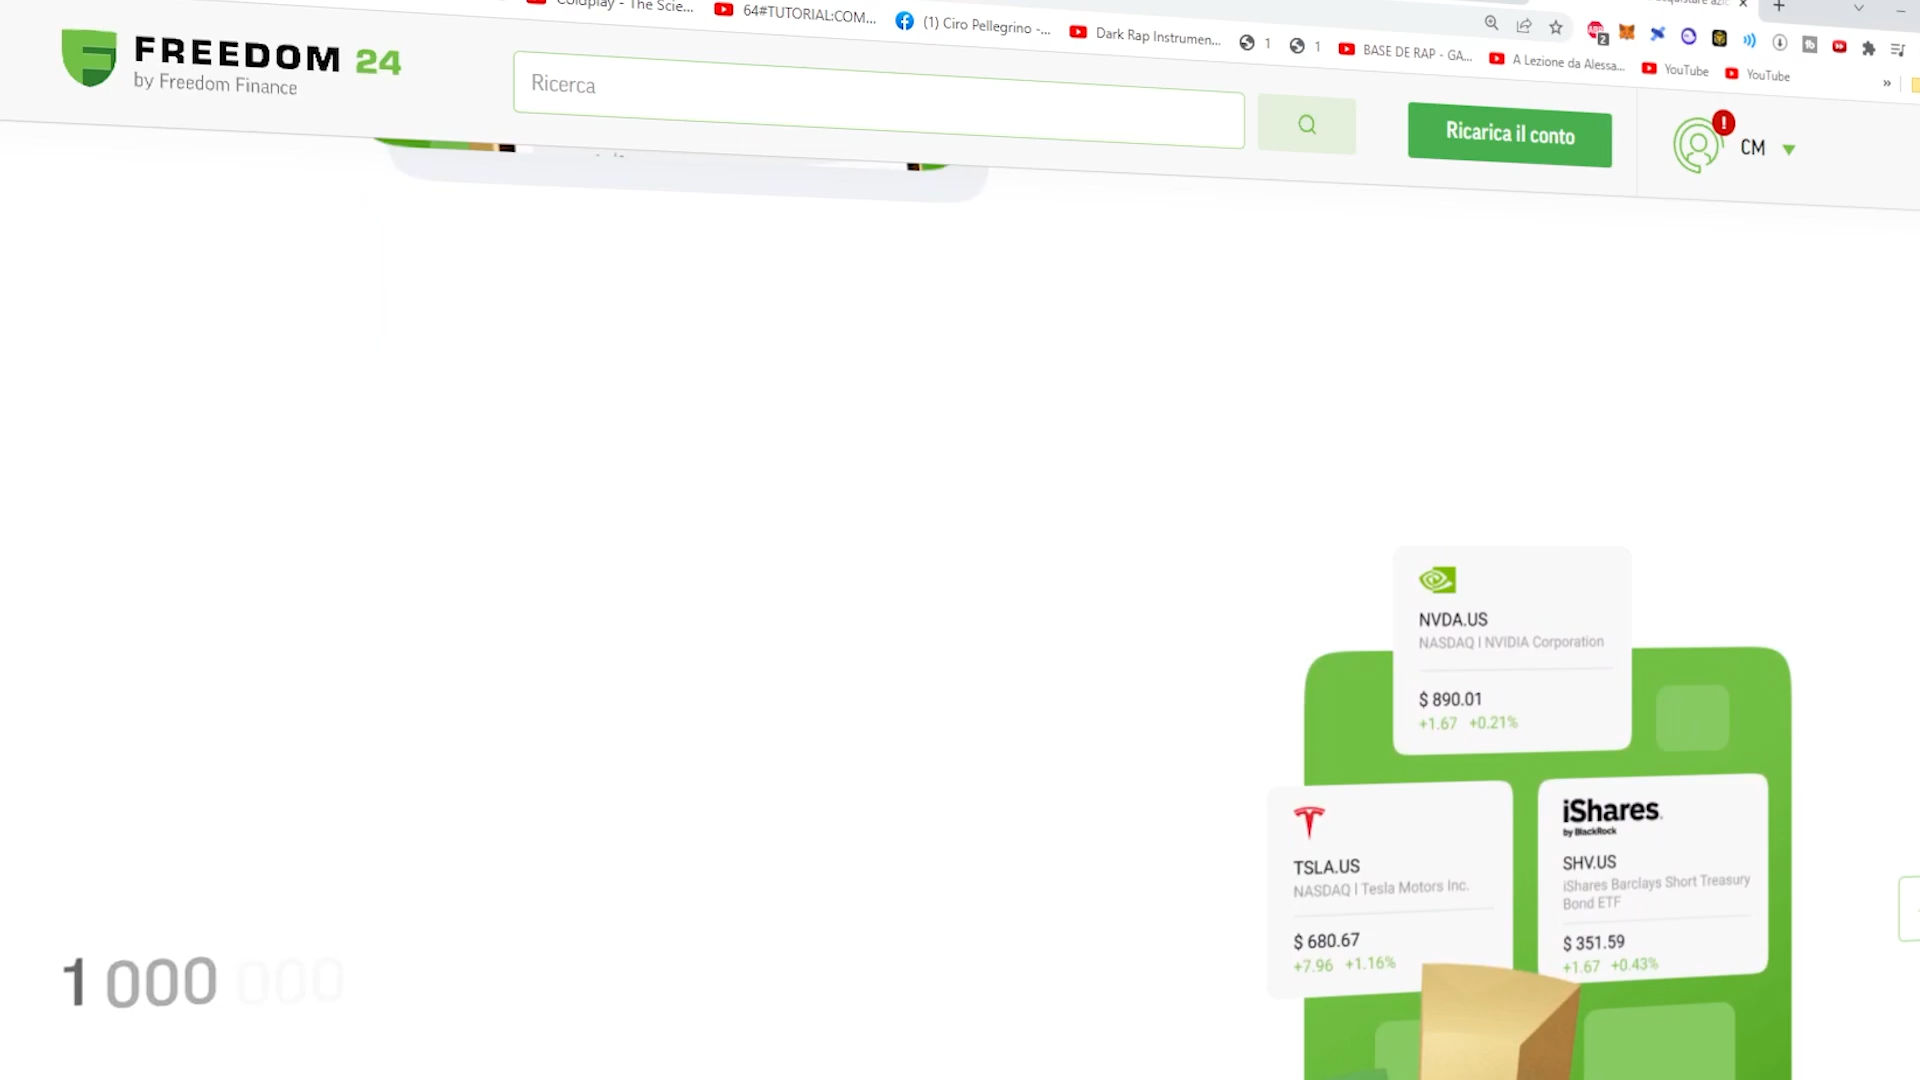 Coldplay - The Scie...
64#TUTORIAL:COM...
(1) Ciro Pellegrino -...
Dark Rap Instrumen...
1
1
BASE DE RAP - GA...
A Lezione da Alessa...
YouTube
YouTube
»
2
FREEDOM 24
by Freedom Finance
Ricerca
Ricarica il conto
!
CM
NVDA.US
NASDAQ | NVIDIA Corporation
$ 890.01
+1.67 +0.21%
TSLA.US
NASDAQ | Tesla Motors Inc.
$ 680.67
+7.96 +1.16%
iShares.
by BlackRock
SHV.US
iShares Barclays Short Treasury
Bond ETF
$ 351.59
+1.67 +0.43%
1 000 000